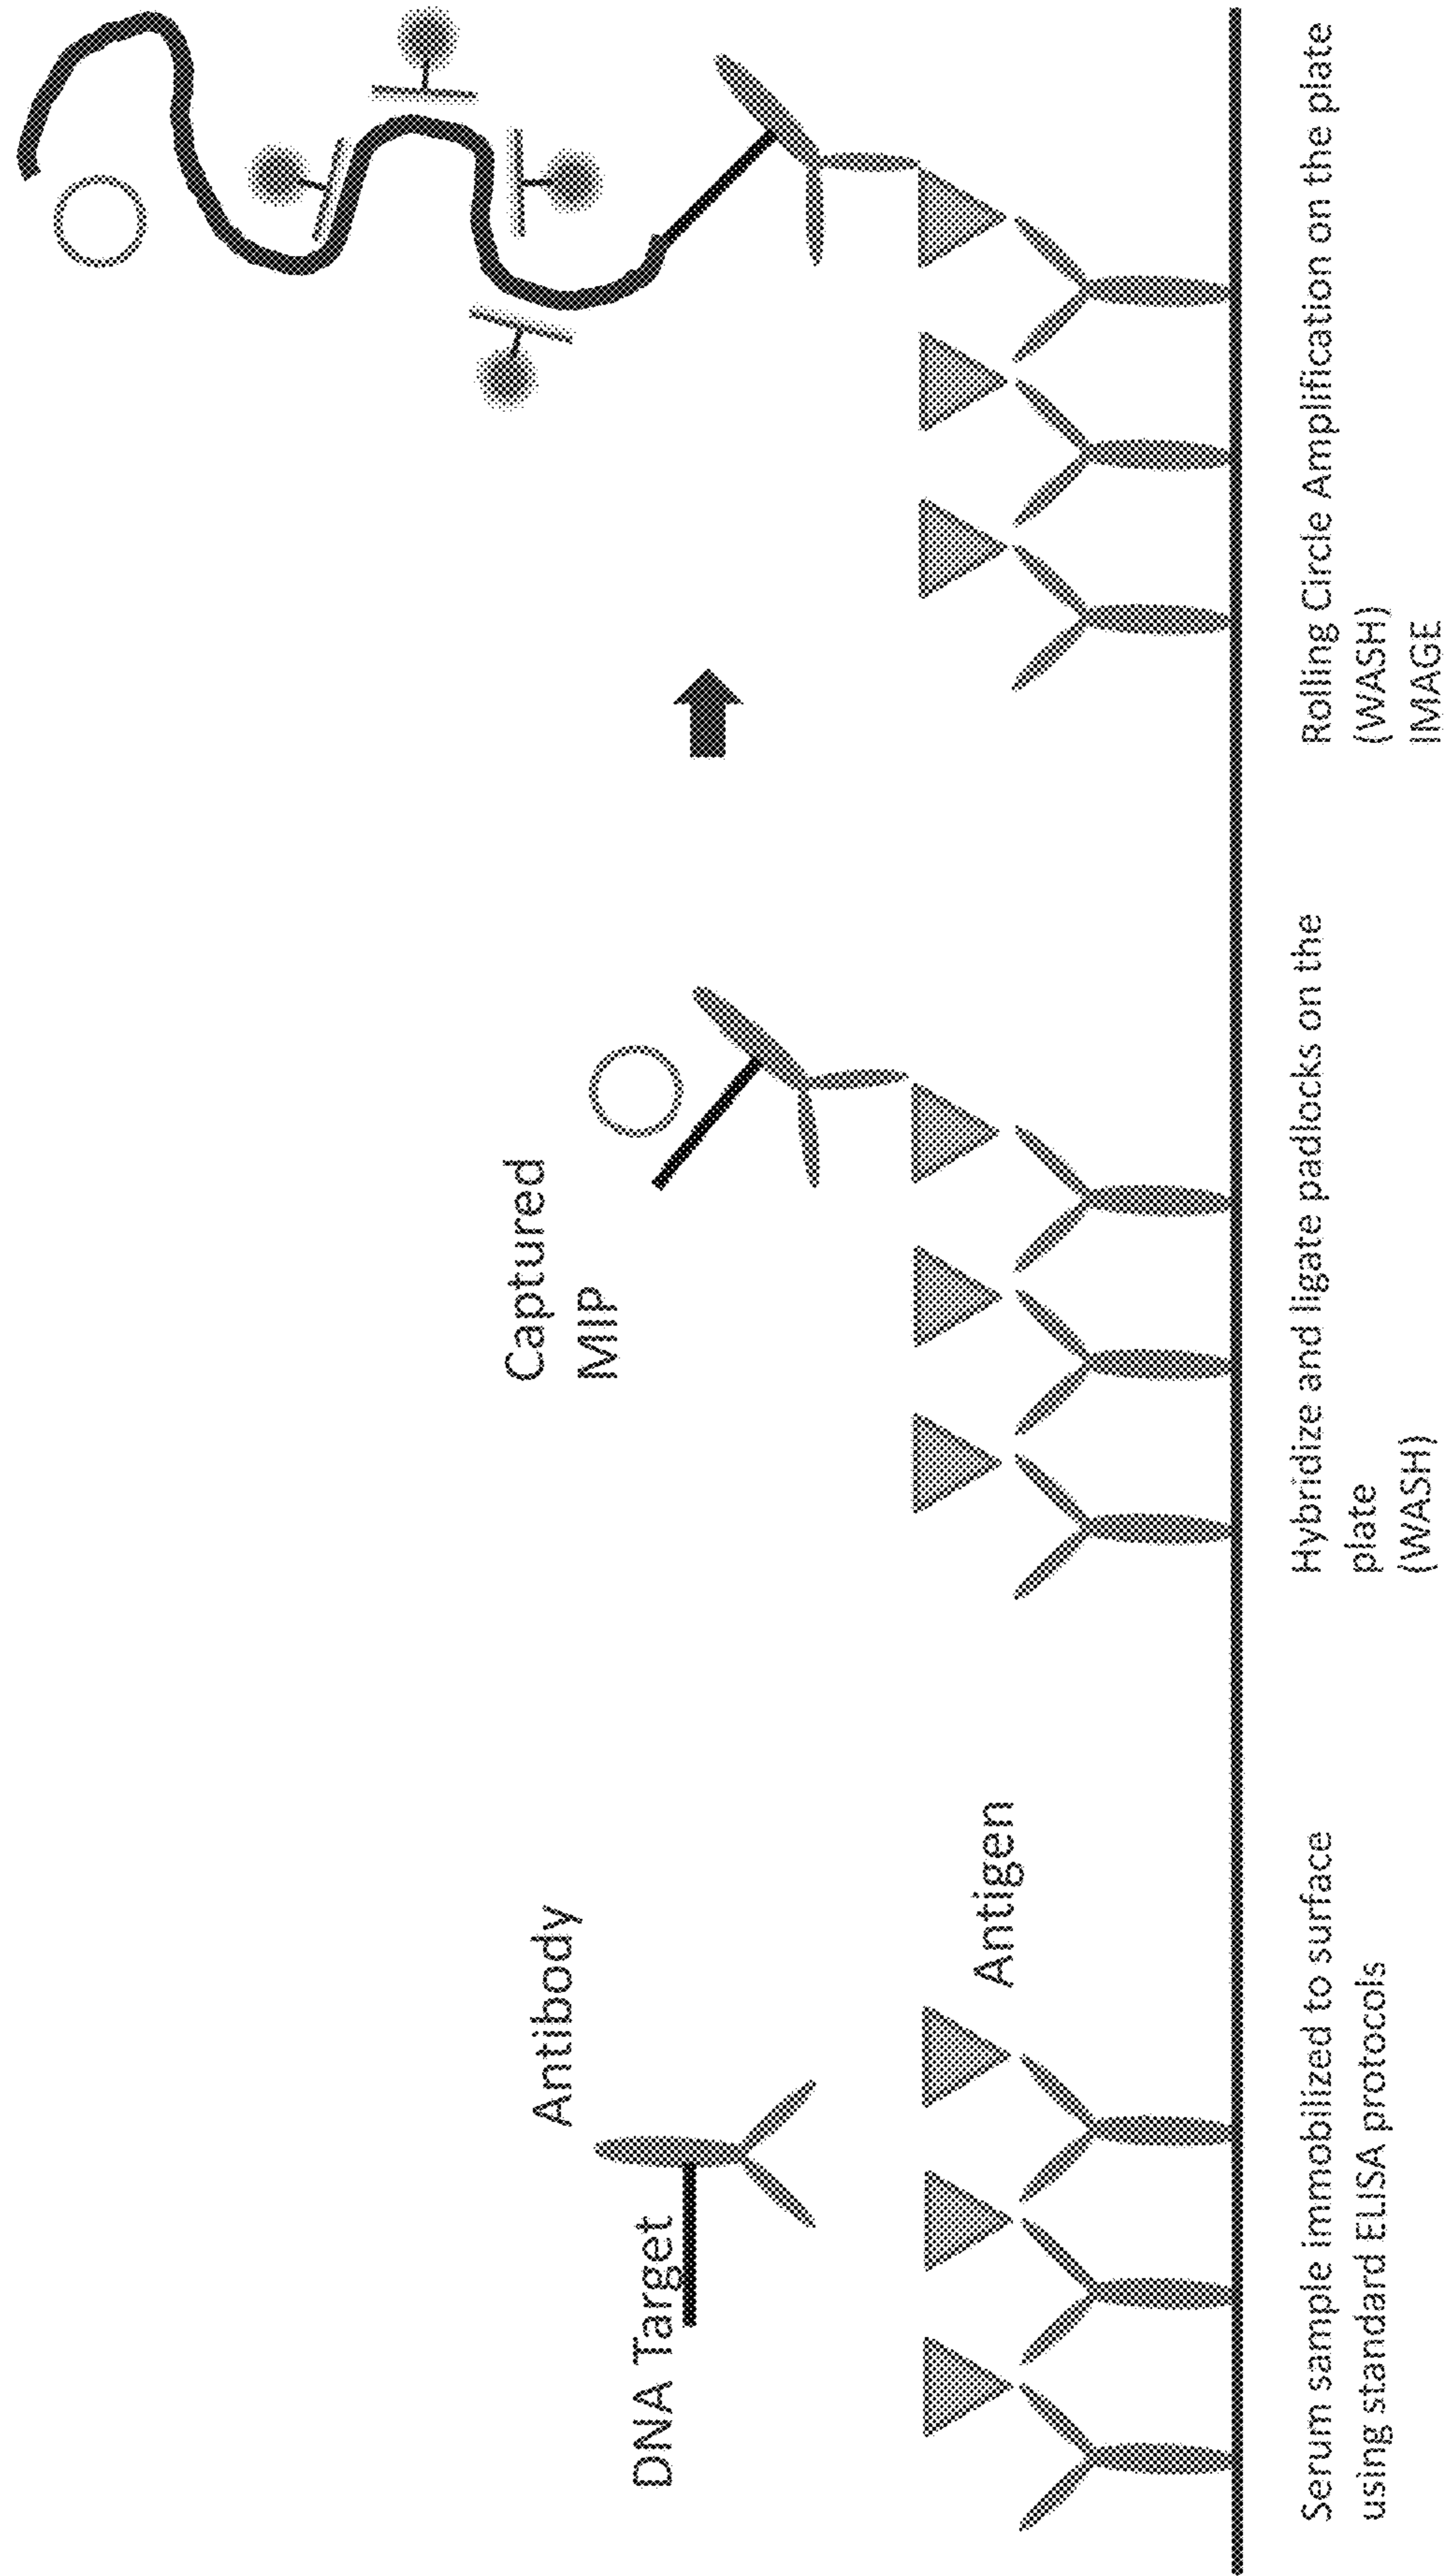 DNA Target
Antibody
Antigen
Serum sample immobilized to surface
using standard ELISA protocols
Captured
MIP
Hybridize and ligate padlocks on the
plate
(WASH)
Rolling Circle Amplification on the plate
(WASH)
IMAGE